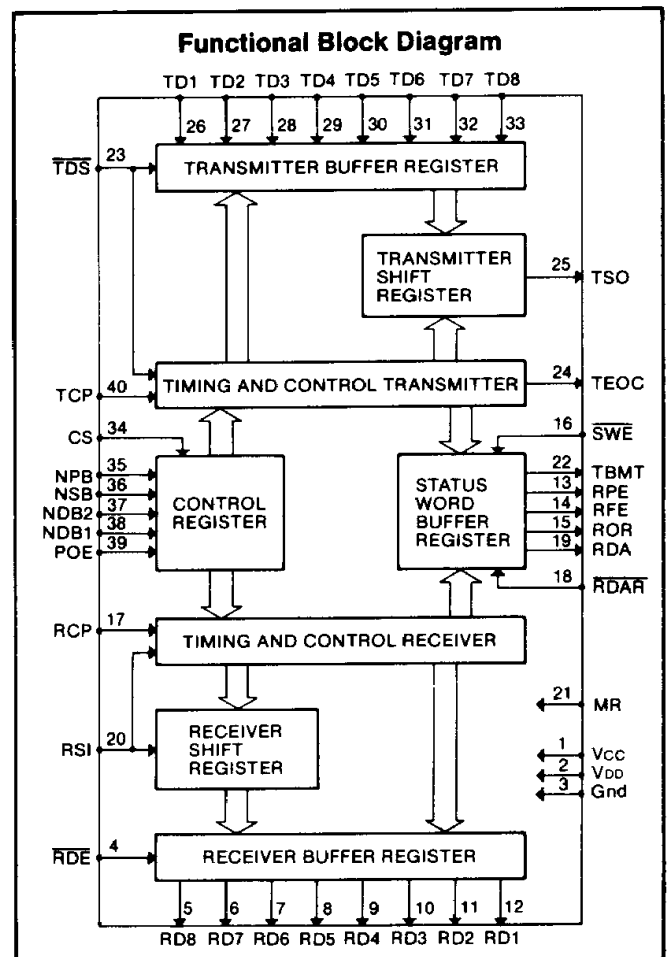 Functional Block Diagram
TD1 TD2 TD3 TD4 TD5 TD6 TD7 TD8
26 27 28 29 30 31 32 33
TDS 23
TRANSMITTER BUFFER REGISTER
TRANSMITTER
SHIFT
REGISTER
25 TSO
TIMING AND CONTROL TRANSMITTER
24 TEOC
TCP 40
CS 34
16 SWE
NPB 35
NSB 36
NDB2 37
NDB1 38
POE 39
CONTROL
REGISTER
STATUS
WORD
BUFFER
REGISTER
22 TBMT
13 RPE
14 RFE
15 ROR
19 RDA
18 RDAR
RCP 17
TIMING AND CONTROL RECEIVER
21 MR
RSI 20
RECEIVER
SHIFT
REGISTER
1 VCC
2 VDD
3 Gnd
RDE 4
RECEIVER BUFFER REGISTER
5 6 7 8 9 10 11 12
RD8 RD7 RD6 RD5 RD4 RD3 RD2 RD1